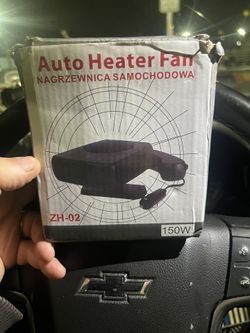 Auto Heater Fan
NAGRZEWNICA SAMOCHODOWA
ZH-02
150W